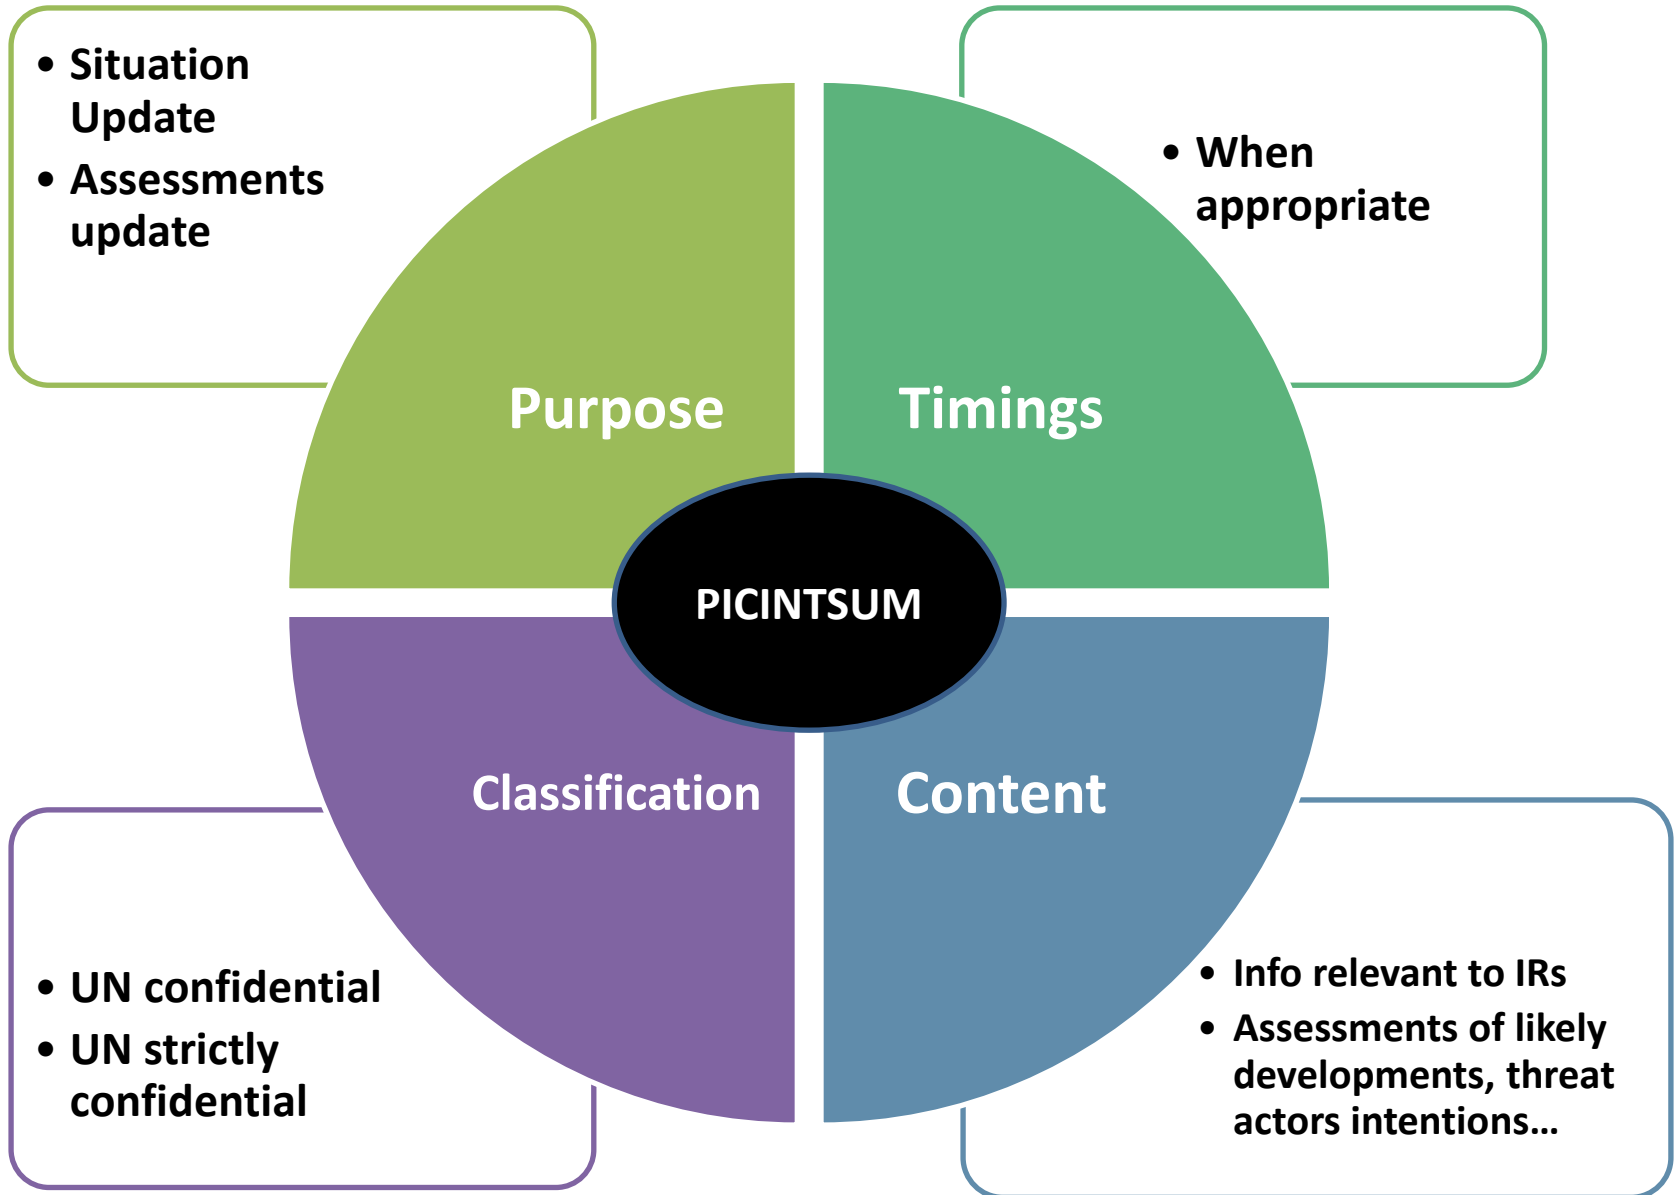 • Situation
Update
• Assessments
update
• When
appropriate
Purpose
Timings
PICINTSUM
Classification
Content
• UN confidential
• UN strictly
confidential
• Info relevant to IRs
• Assessments of likely
developments, threat
actors intentions...